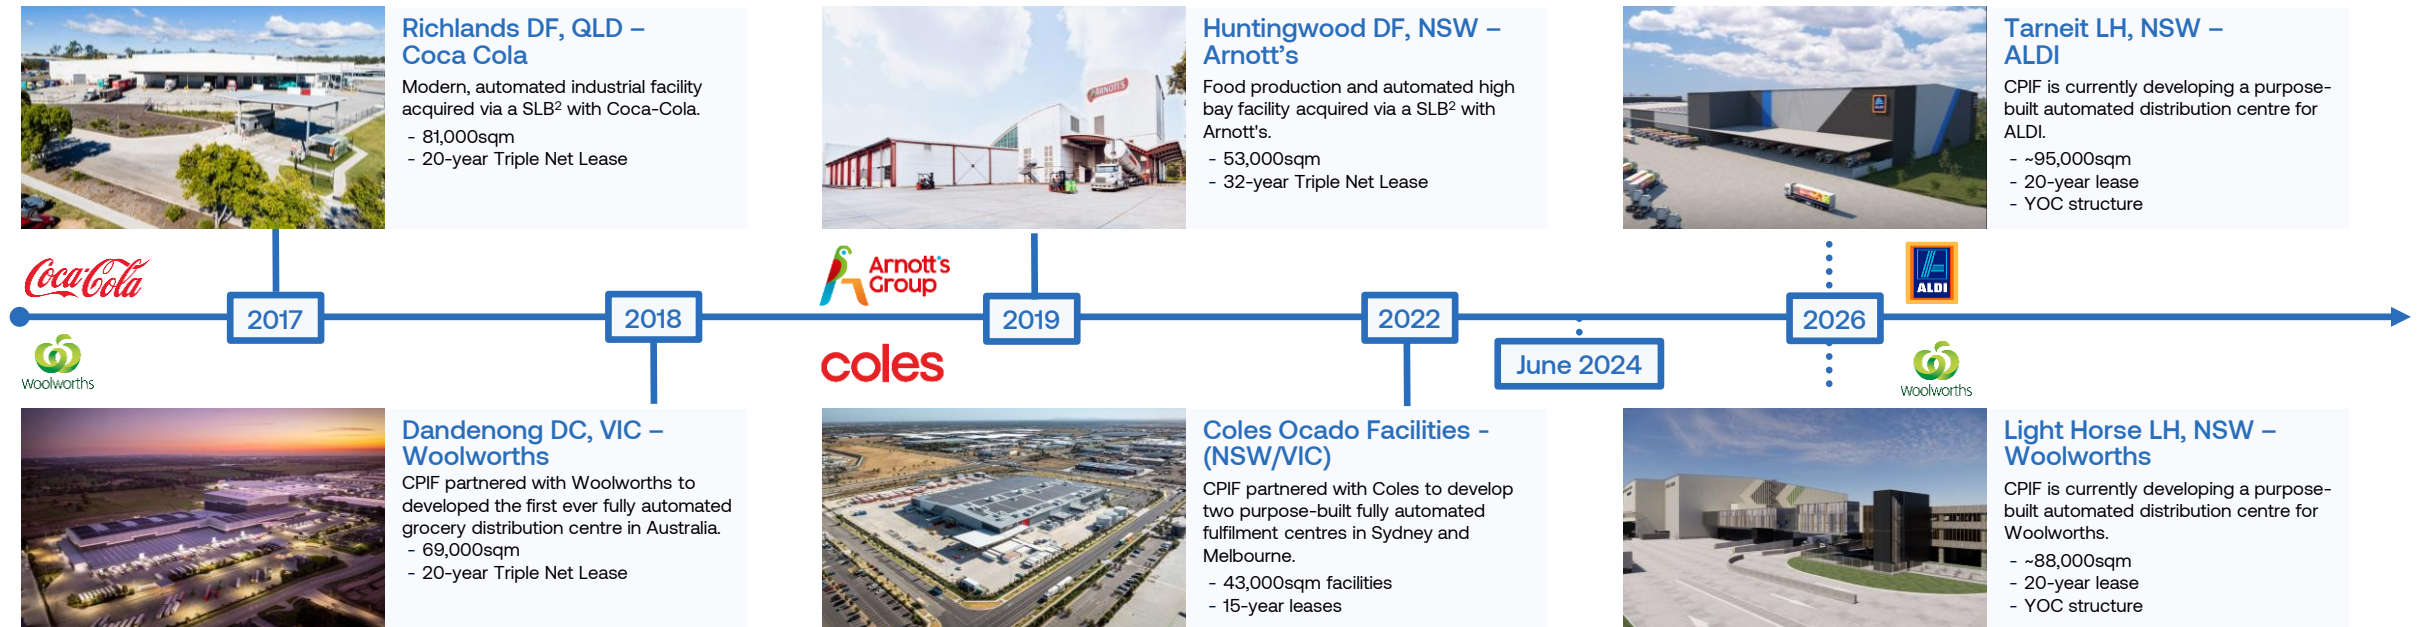 Richlands DF, QLD –
Coca Cola
Modern, automated industrial facility
acquired via a SLB² with Coca-Cola.
- 81,000sqm
- 20-year Triple Net Lease
Huntingwood DF, NSW –
Arnott’s
Food production and automated high
bay facility acquired via a SLB² with
Arnott's.
- 53,000sqm
- 32-year Triple Net Lease
ARNOTT'S
Tarneit LH, NSW –
ALDI
CPIF is currently developing a purpose-
built automated distribution centre for
ALDI.
- ~95,000sqm
- 20-year lease
- YOC structure
Coca-Cola
Arnott's
Group
ALDI
2017
2018
2019
2022
June 2024
2026
Woolworths
coles
Woolworths
Dandenong DC, VIC –
Woolworths
CPIF partnered with Woolworths to
developed the first ever fully automated
grocery distribution centre in Australia.
- 69,000sqm
- 20-year Triple Net Lease
Coles Ocado Facilities -
(NSW/VIC)
CPIF partnered with Coles to develop
two purpose-built fully automated
fulfilment centres in Sydney and
Melbourne.
- 43,000sqm facilities
- 15-year leases
Light Horse LH, NSW –
Woolworths
CPIF is currently developing a purpose-
built automated distribution centre for
Woolworths.
- ~88,000sqm
- 20-year lease
- YOC structure